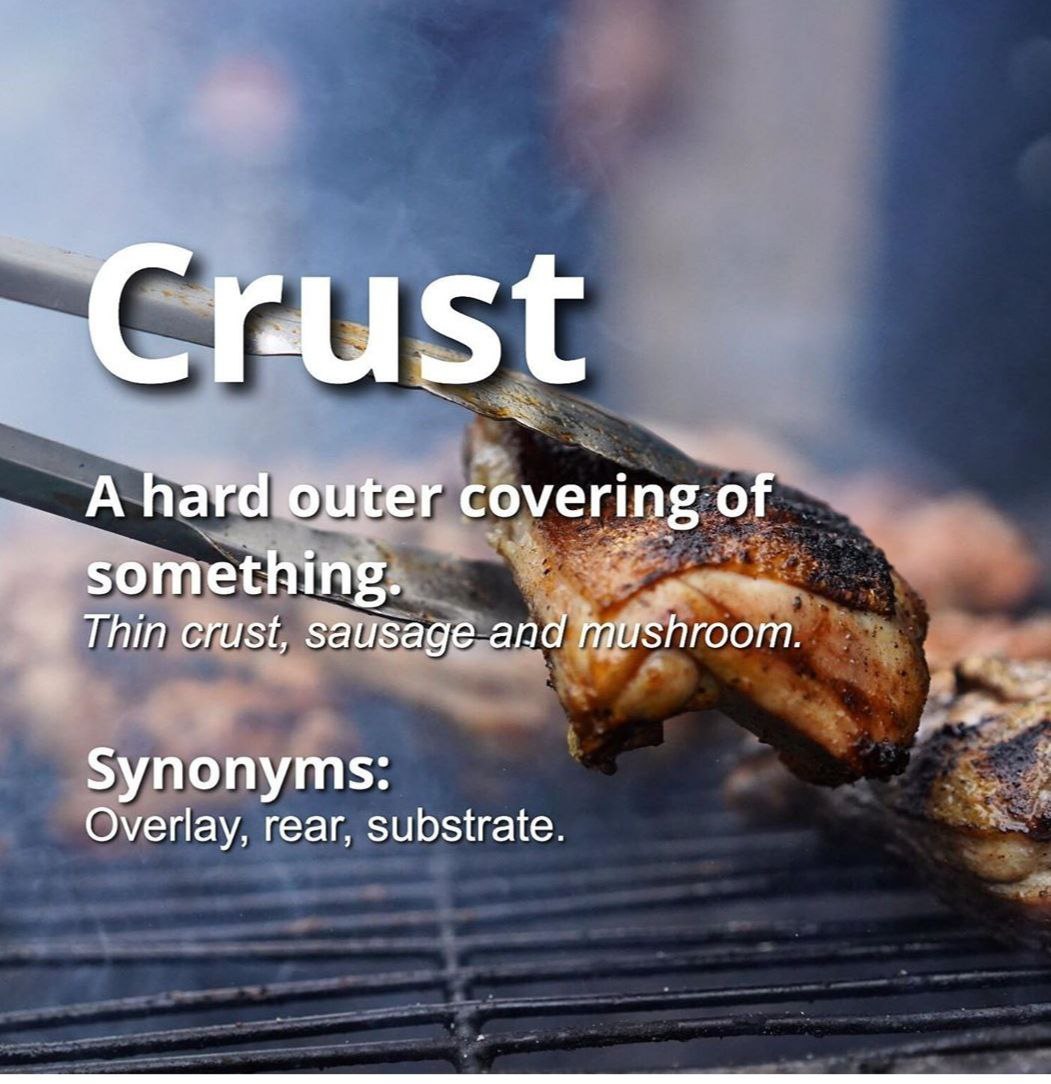 Crust
A hard outer covering of
something.
Thin crust, sausage and mushroom.
Synonyms:
Overlay, rear, substrate.